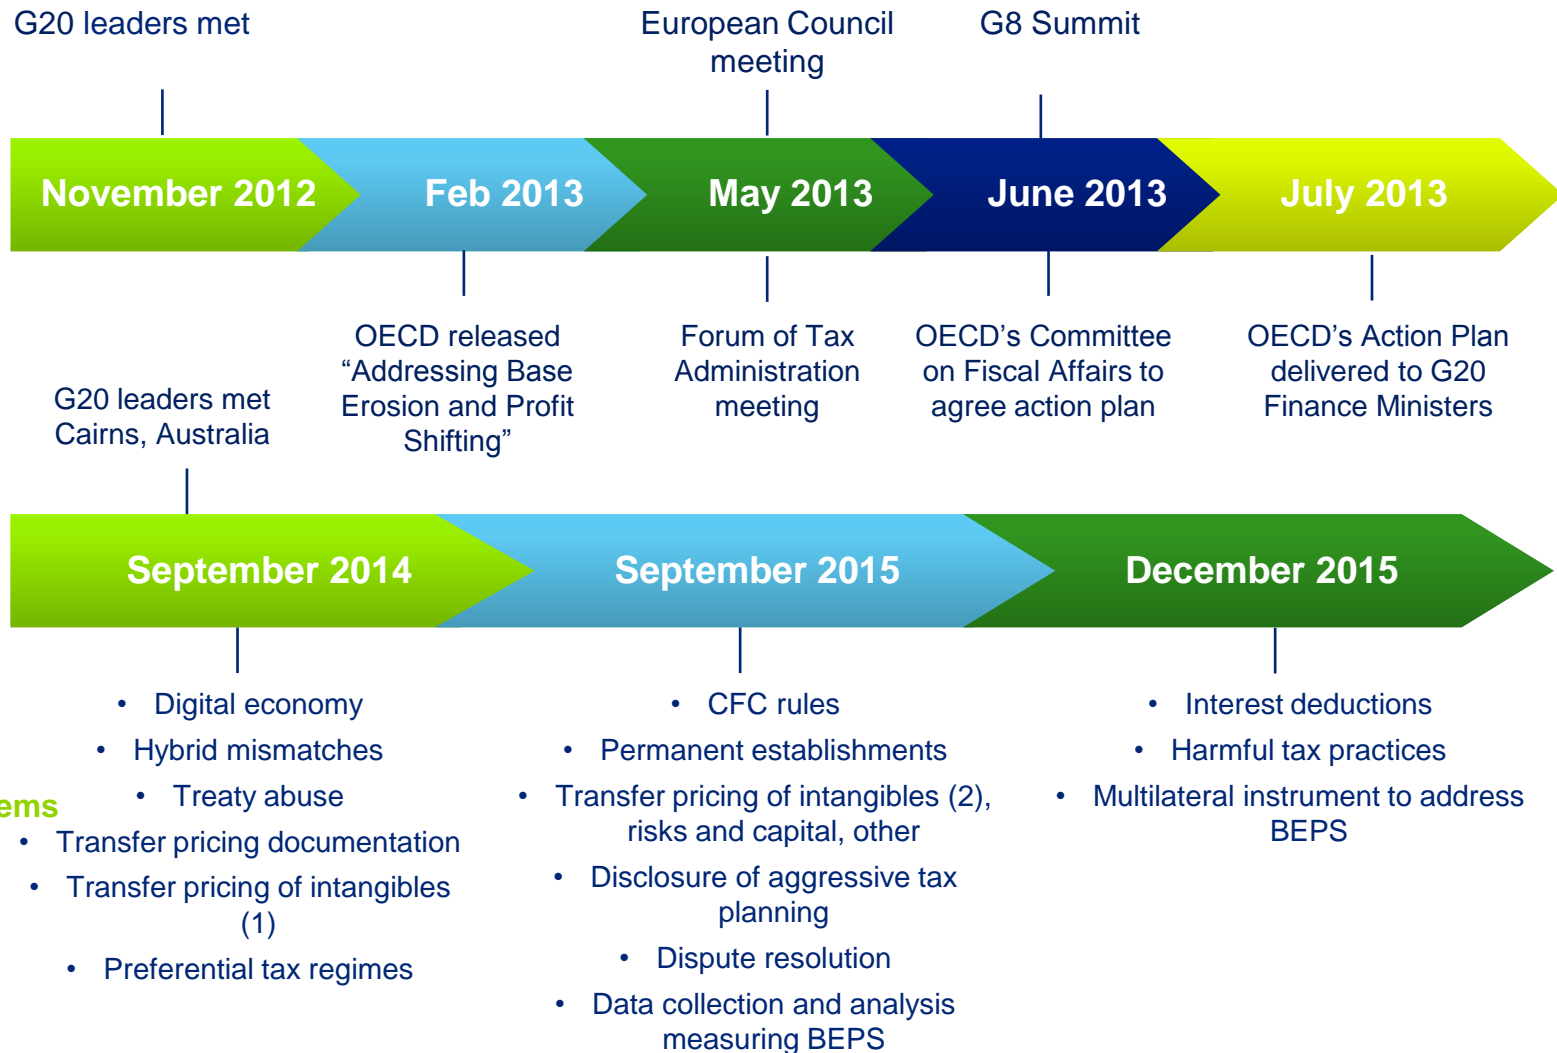 G20 leaders met
European Council
meeting
G8 Summit
November 2012
Feb 2013
May 2013
June 2013
July 2013
OECD released
“Addressing Base
Erosion and Profit
Shifting”
Forum of Tax
Administration
meeting
OECD’s Committee
on Fiscal Affairs to
agree action plan
OECD’s Action Plan
delivered to G20
Finance Ministers
G20 leaders met
Cairns, Australia
September 2014
September 2015
December 2015
• Digital economy
• Hybrid mismatches
• Treaty abuse
• Transfer pricing documentation
• Transfer pricing of intangibles
(1)
• Preferential tax regimes
• CFC rules
• Permanent establishments
• Transfer pricing of intangibles (2),
risks and capital, other
• Disclosure of aggressive tax
planning
• Dispute resolution
• Data collection and analysis
measuring BEPS
• Interest deductions
• Harmful tax practices
• Multilateral instrument to address
BEPS